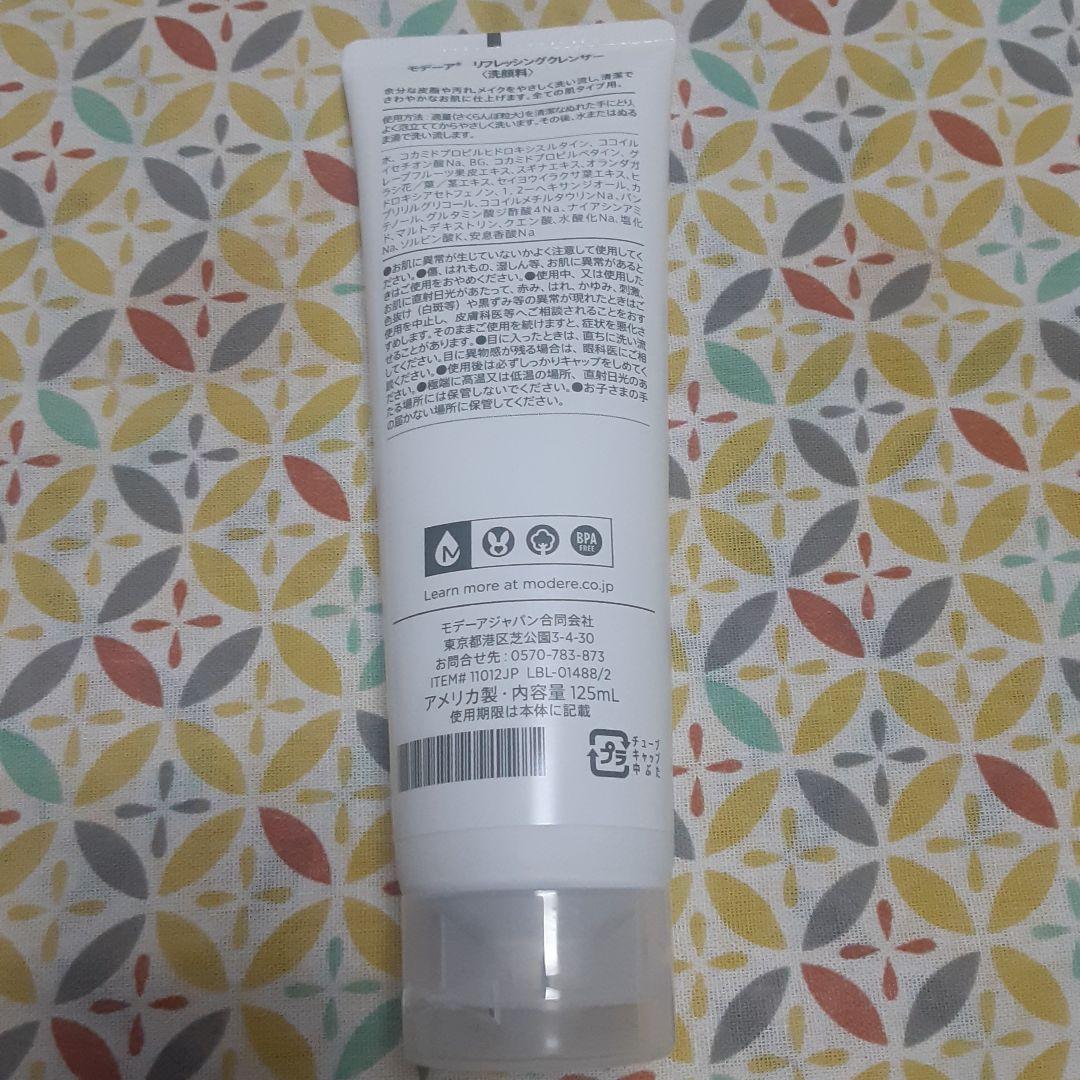 モデーア® リフレッシングクレンザー
〈洗顔料〉
余分な皮脂や汚れ、メイクをやさしく洗い流し、清潔で
さわやかなお肌に仕上げます。全ての肌タイプ用。
使用方法：適量(さくらんぼ粒大)を清潔なぬれた手にとり、
よく泡立ててからやさしく洗います。その後、水またはぬる
ま湯で洗い流します。
水、コカミドプロピルヒドロキシスルタイン、ココイル
イセチオン酸Na、BG、コカミドプロピルベタイン、グ
レープフルーツ果皮エキス、スギナエキス、オランダガ
ラシ花／葉／茎エキス、セイヨウイラクサ葉エキス、ヒ
ドロキシアセトフェノン、1，2－ヘキサンジオール、カ
プリリルグリコール、ココイルメチルタウリンNa、パン
テノール、グルタミン酸ジ酢酸4Na、ナイアシンアミ
ド、マルトデキストリン、クエン酸、水酸化Na、塩化
Na、ソルビン酸K、安息香酸Na
●お肌に異常が生じていないかよく注意して使用してく
ださい。●傷、はれもの、湿しん等、お肌に異常があると
きはご使用をおやめください。●使用中、又は使用した
お肌に直射日光があたって、赤み、はれ、かゆみ、刺激、
色抜け（白斑等）や黒ずみ等の異常が現れたときはご
使用を中止し、皮膚科医等へご相談されることをおす
すめします。そのままご使用を続けますと、症状を悪化さ
せることがあります。●目に入ったときは、直ちに洗い流
してください。目に異物感が残る場合は、眼科医にご相
談ください。●使用後は必ずしっかりキャップをしめてく
ださい。●極端に高温又は低温の場所、直射日光のあ
たる場所には保管しないでください。●お子さまの手
の届かない場所に保管してください。
BPA
FREE
Learn more at modere.co.jp
モデーアジャパン合同会社
東京都港区芝公園3-4-30
お問合せ先：0570-783-873
ITEM# 11012JP LBL-01488/2
アメリカ製・内容量 125mL
使用期限は本体に記載
プラ
チューブ
キャップ
中ぶた